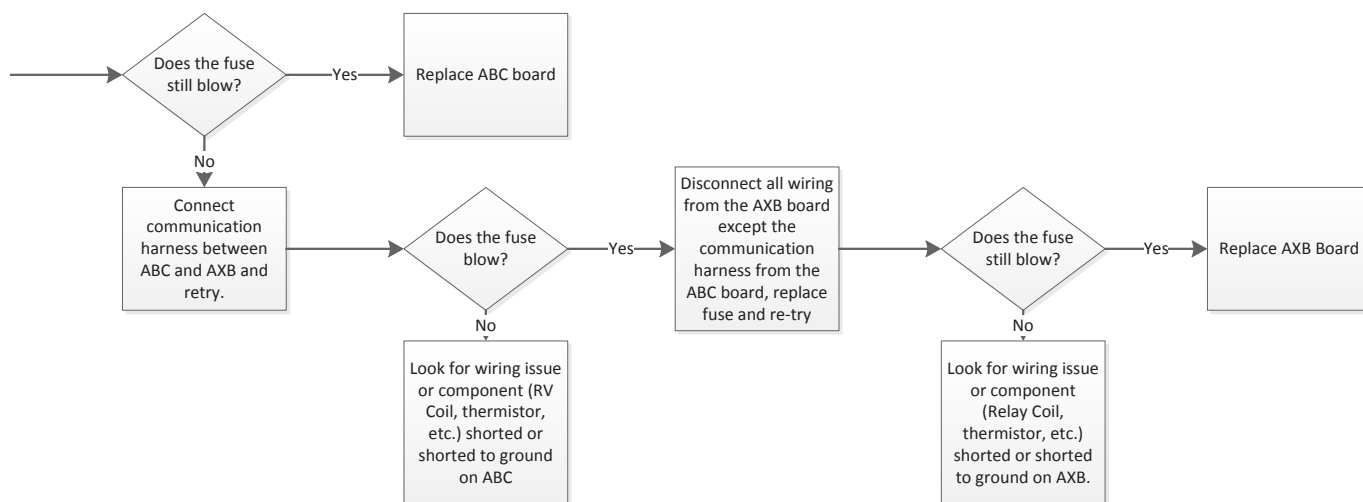 Does the fuse
still blow?
Yes
Replace ABC board
No
Connect
communication
harness between
ABC and AXB and
retry.
Does the fuse
blow?
Yes
Disconnect all wiring
from the AXB board
except the
communication
harness from the
ABC board, replace
fuse and re-try
Does the fuse
still blow?
Yes
Replace AXB Board
No
Look for wiring issue
or component (RV
Coil, thermistor,
etc.) shorted or
shorted to ground
on ABC
No
Look for wiring issue
or component
(Relay Coil,
thermistor, etc.)
shorted or shorted
to ground on AXB.